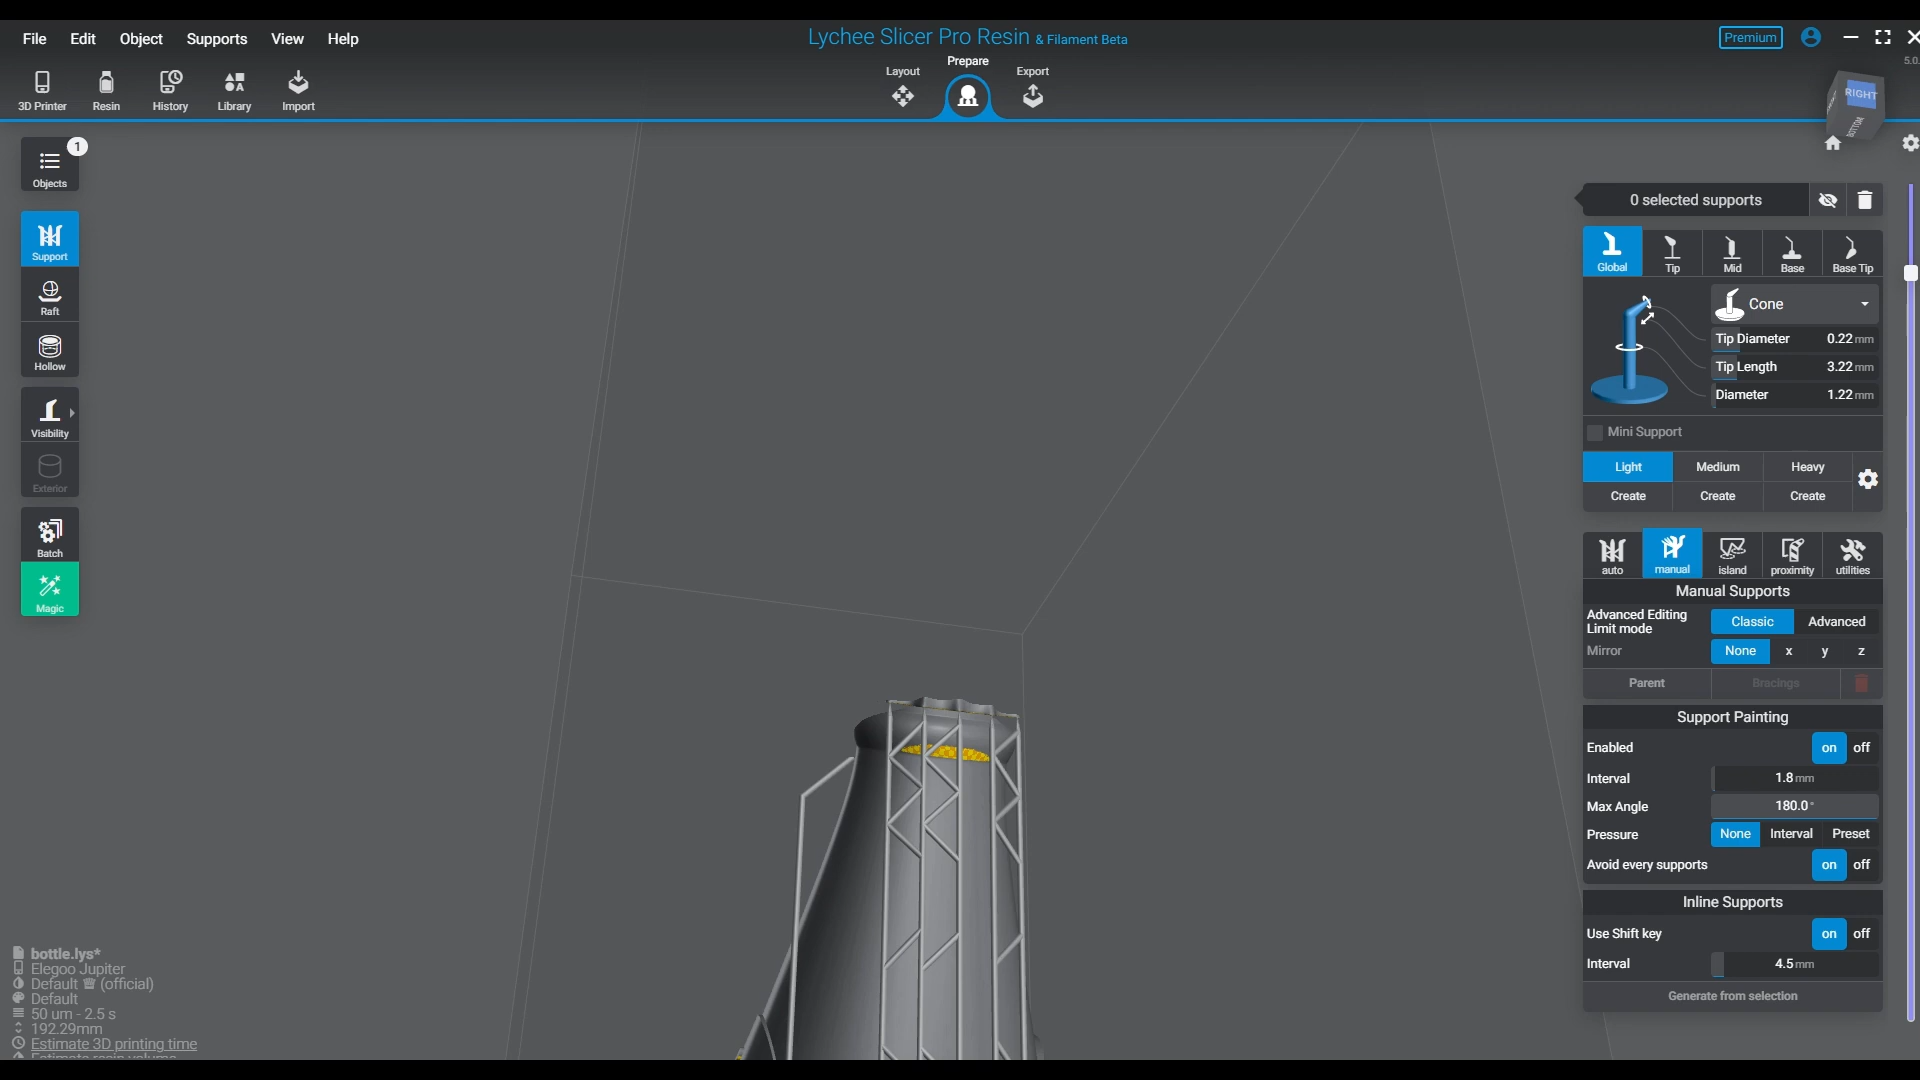 File Edit Object Supports View Help
Lychee Slicer Pro Resin & Filament Beta
Premium
5.0.
3D Printer Resin History Library Import
Layout Prepare Export
RIGHT
BOTTOM
1
Objects
Support
Raft
Hollow
Visibility
Exterior
Batch
Magic
0 selected supports
Global Tip Mid Base Base Tip
Cone
Tip Diameter 0.22 mm
Tip Length 3.22 mm
Diameter 1.22 mm
Mini Support
Light Medium Heavy
Create Create Create
auto manual island proximity utilities
Manual Supports
Advanced Editing
Limit mode Classic Advanced
Mirror None x y z
Parent Bracings
Support Painting
Enabled on off
Interval 1.8 mm
Max Angle 180.0 °
Pressure None Interval Preset
Avoid every supports on off
Inline Supports
Use Shift key on off
Interval 4.5 mm
Generate from selection
bottle.lys*
Elegoo Jupiter
Default (official)
Default
50 um - 2.5 s
192.29mm
Estimate 3D printing time
Estimate resin volume